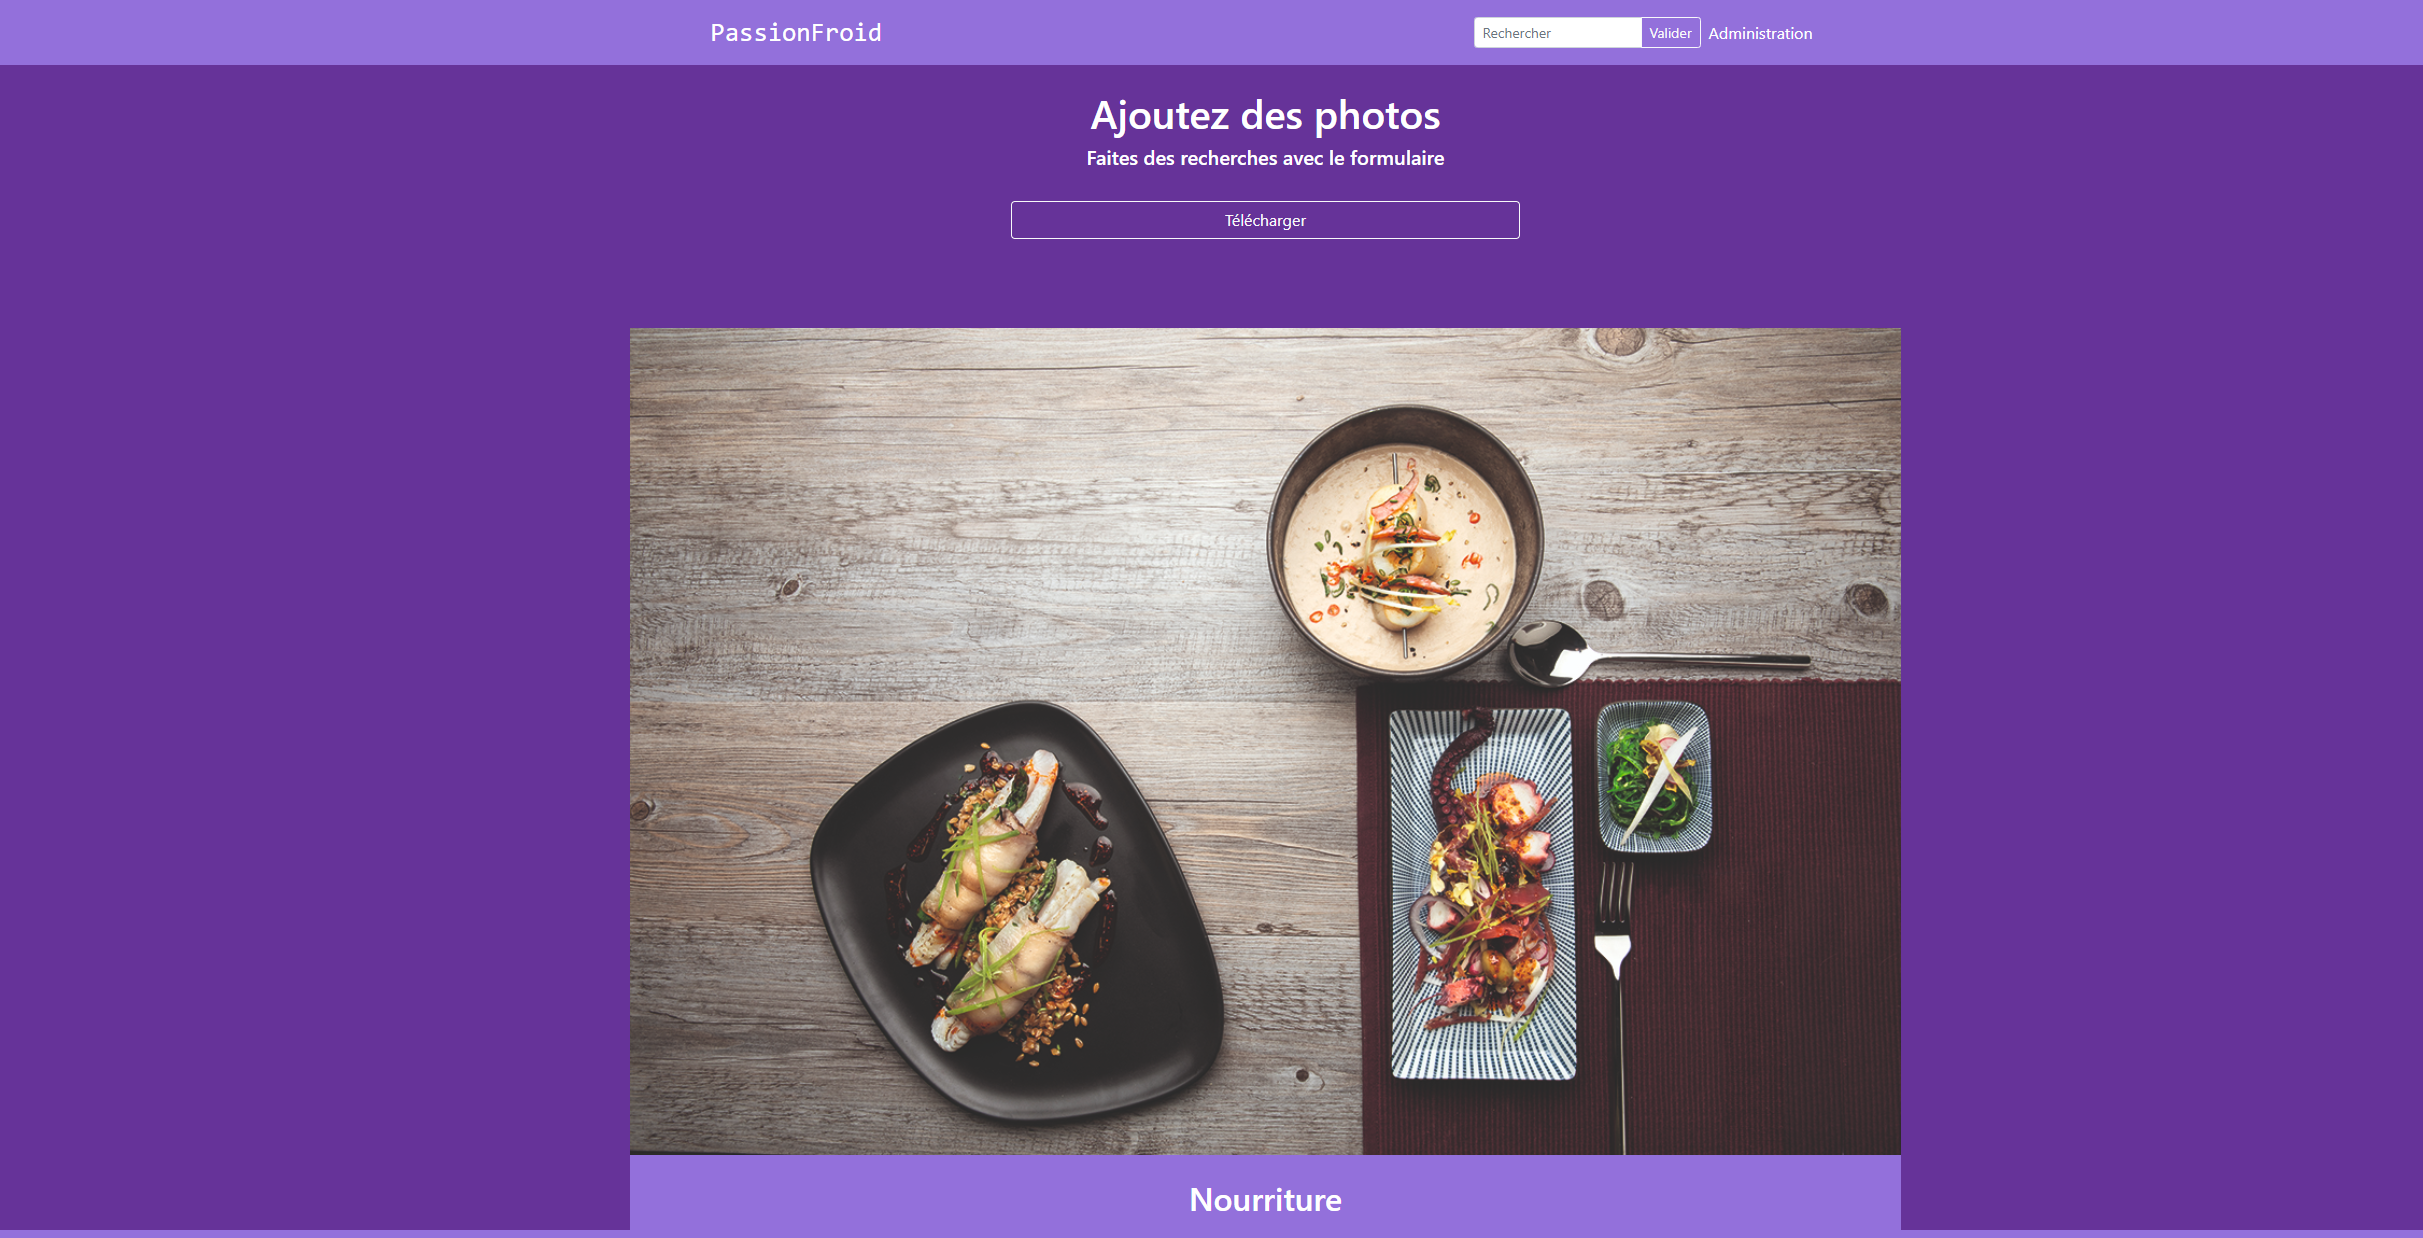 PassionFroid
Rechercher
Valider
Administration
Ajoutez des photos
Faites des recherches avec le formulaire
Télécharger
Nourriture